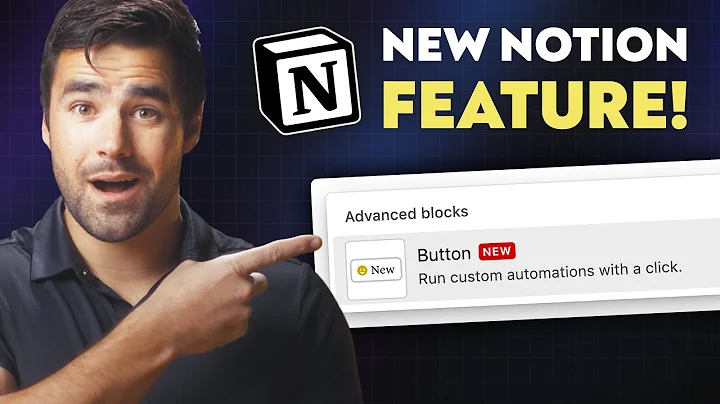 N
NEW NOTION
FEATURE!
Advanced blocks
New
Button NEW
Run custom automations with a click.